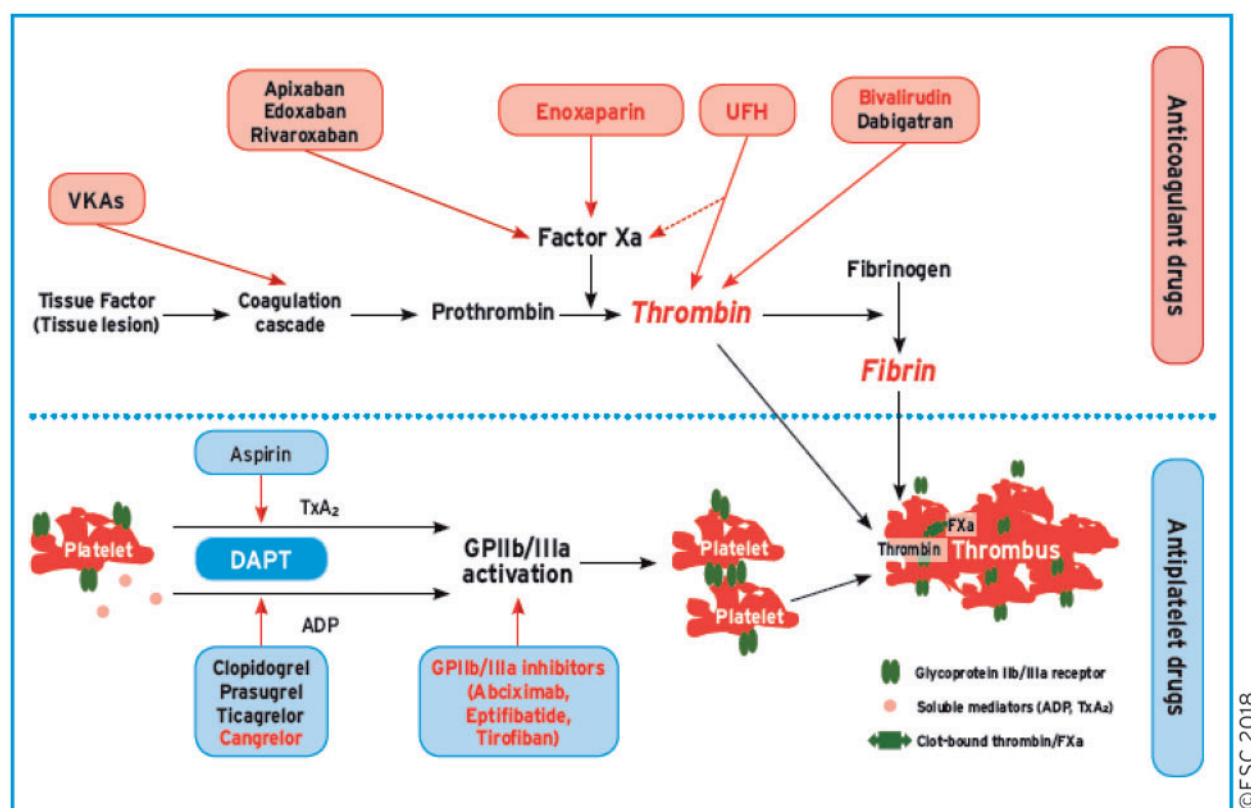 Apixaban
Edoxaban
Rivaroxaban
Enoxaparin
UFH
Bivalirudin
Dabigatran
Anticoagulant drugs
VKAs
Factor Xa
Fibrinogen
Tissue Factor
(Tissue lesion)
Coagulation
cascade
Prothrombin
Thrombin
Fibrin
Aspirin
TxA₂
Platelet
DAPT
GPIIb/IIIa
activation
ADP
Clopidogrel
Prasugrel
Ticagrelor
Cangrelor
GPIIb/IIIa inhibitors
(Abciximab,
Eptifibatide,
Tirofiban)
Platelet
Platelet
FXa
Thrombin
Thrombus
Glycoprotein IIb/IIIa receptor
Soluble mediators (ADP, TxA₂)
Clot-bound thrombin/FXa
Antiplatelet drugs
©ESC 2018